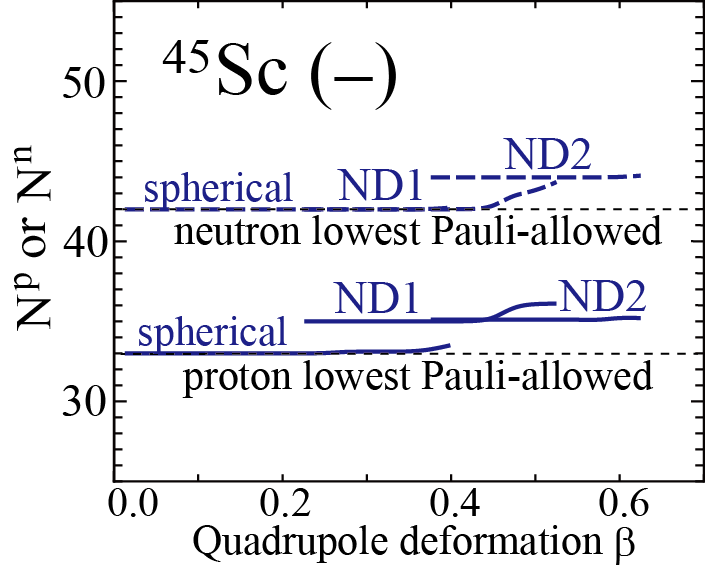 ⁴⁵Sc (–)
50
ND2
spherical ND1
neutron lowest Pauli-allowed
40
ND1 ND2
spherical
proton lowest Pauli-allowed
30
0.0 0.2 0.4 0.6
Quadrupole deformation β
Nᵖ or Nⁿ